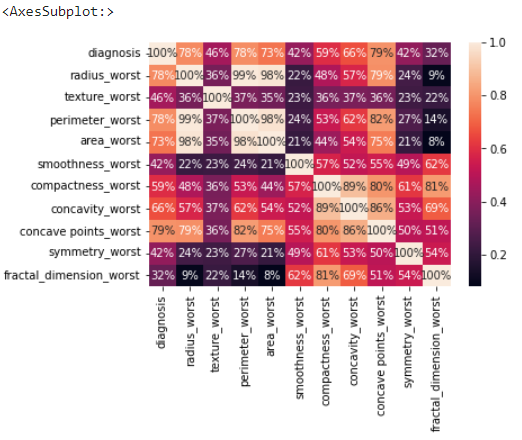 <AxesSubplot:>
diagnosis 100% 78% 46% 78% 73% 42% 59% 66% 79% 42% 32%
radius_worst 78% 100% 36% 99% 98% 22% 48% 57% 79% 24% 9%
texture_worst 46% 36% 100% 37% 35% 23% 36% 37% 36% 23% 22%
perimeter_worst 78% 99% 37% 100% 98% 24% 53% 62% 82% 27% 14%
area_worst 73% 98% 35% 98% 100% 21% 44% 54% 75% 21% 8%
smoothness_worst 42% 22% 23% 24% 21% 100% 57% 52% 55% 49% 62%
compactness_worst 59% 48% 36% 53% 44% 57% 100% 89% 80% 61% 81%
concavity_worst 66% 57% 37% 62% 54% 52% 89% 100% 86% 53% 69%
concave points_worst 79% 79% 36% 82% 75% 55% 80% 86% 100% 50% 51%
symmetry_worst 42% 24% 23% 27% 21% 49% 61% 53% 50% 100% 54%
fractal_dimension_worst 32% 9% 22% 14% 8% 62% 81% 69% 51% 54% 100%
diagnosis
radius_worst
texture_worst
perimeter_worst
area_worst
smoothness_worst
compactness_worst
concavity_worst
concave points_worst
symmetry_worst
fractal_dimension_worst
1.0
0.8
0.6
0.4
0.2